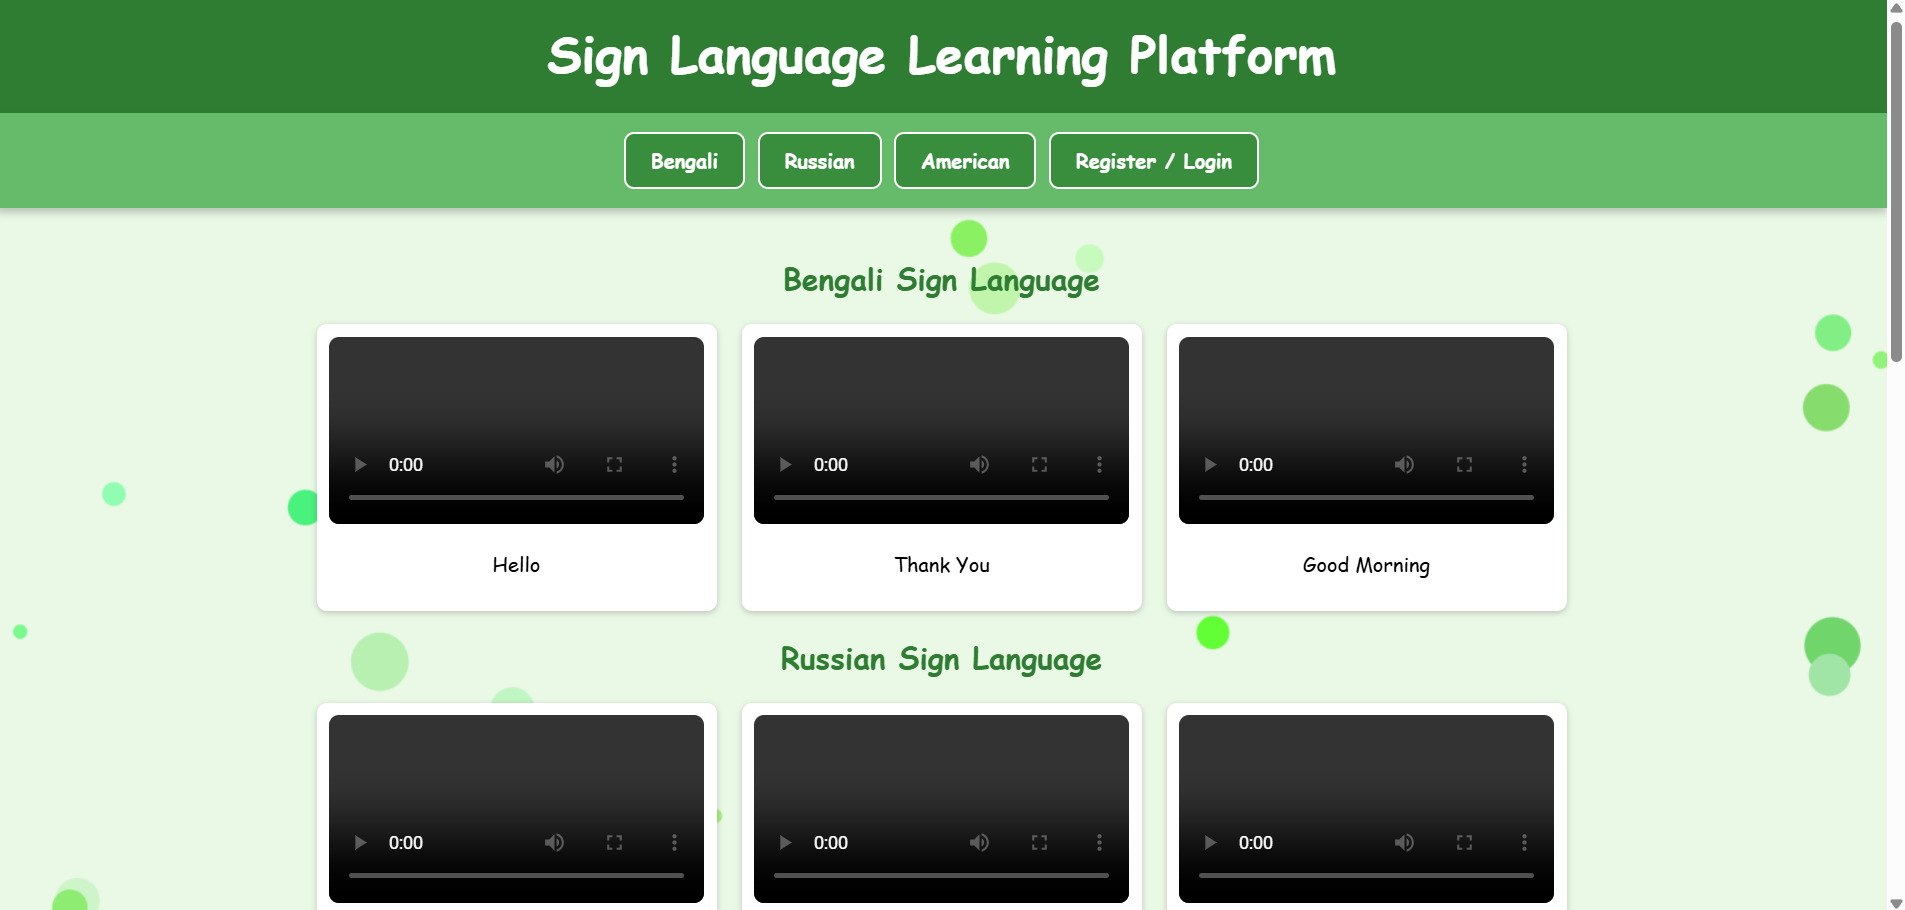 Sign Language Learning Platform
Bengali Russian American Register / Login
Bengali Sign Language
0:00 0:00 0:00
Hello Thank You Good Morning
Russian Sign Language
0:00 0:00 0:00